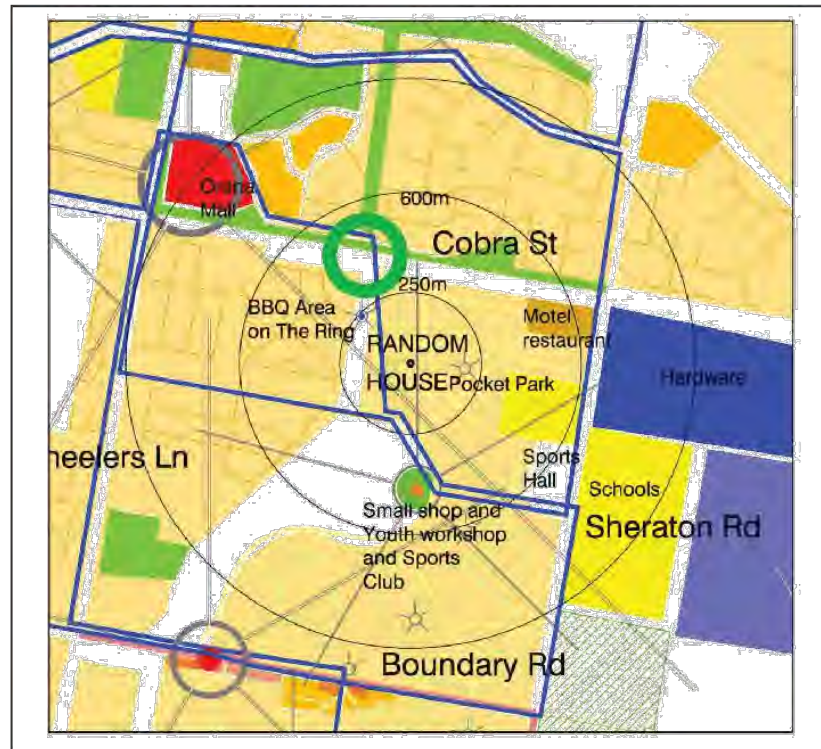 Orana
Mall
600m
Cobra St
250m
BBQ Area
on The Ring
Motel
restaurant
RANDOM
HOUSE
Pocket Park
Hardware
heelers Ln
Sports
Hall
Schools
Small shop and
Youth workshop
and Sports
Club
Sheraton Rd
Boundary Rd